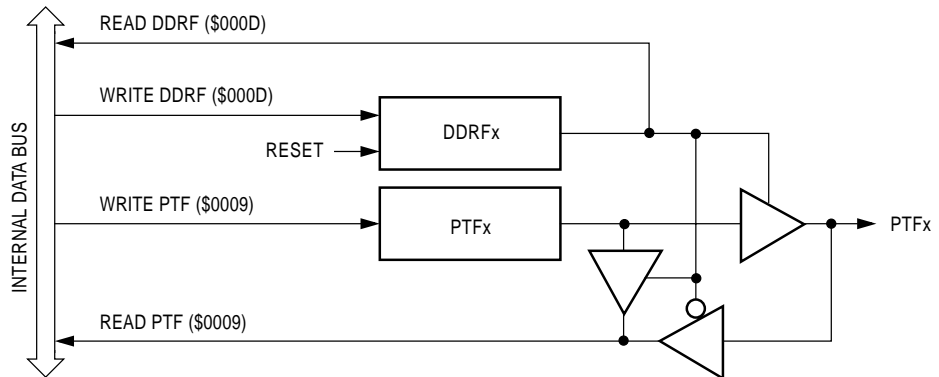 READ DDRF ($000D)
WRITE DDRF ($000D)
DDRFx
RESET
INTERNAL DATA BUS
WRITE PTF ($0009)
PTFx
PTFx
READ PTF ($0009)